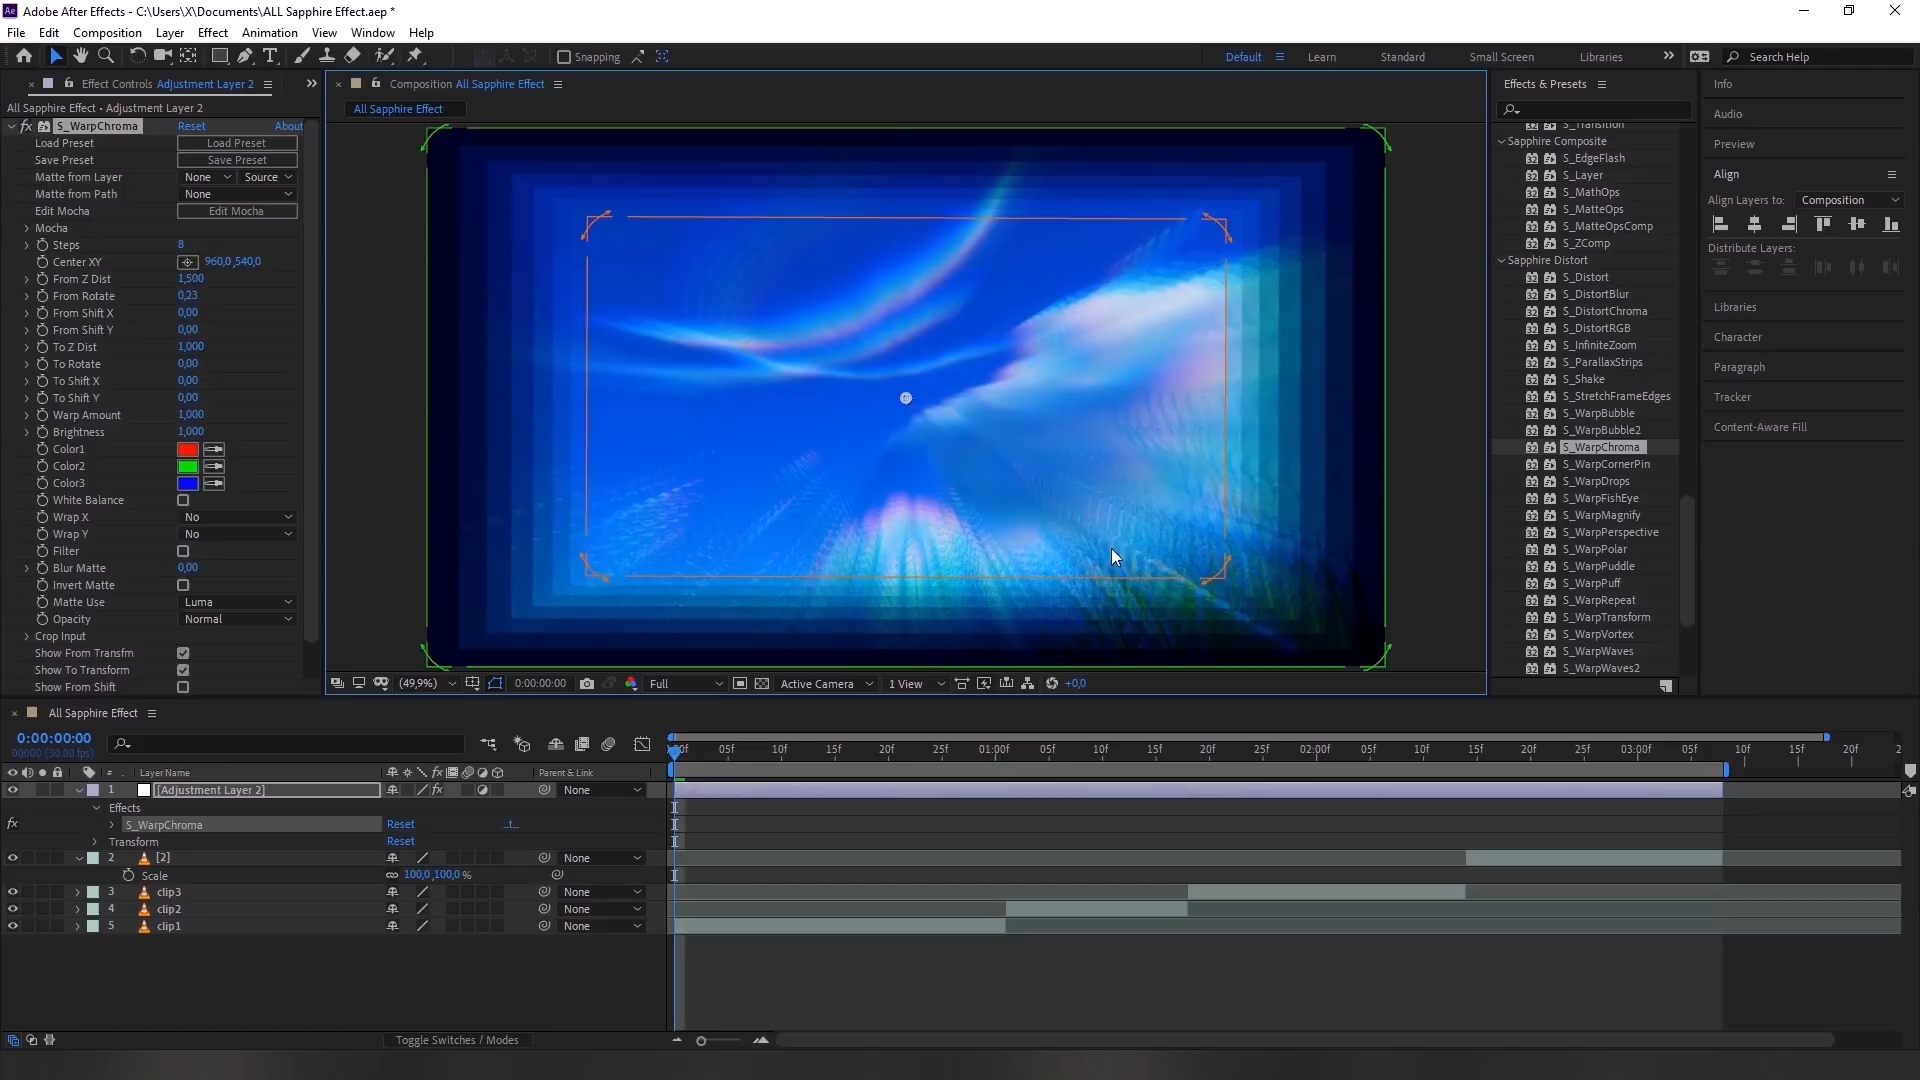 Adobe After Effects - C:\Users\X\Documents\ALL Sapphire Effect.aep *
File Edit Composition Layer Effect Animation View Window Help
Snapping
Default Learn Standard Small Screen Libraries Search Help
Effect Controls Adjustment Layer 2
All Sapphire Effect • Adjustment Layer 2
fx S_WarpChroma Reset About
Load Preset Load Preset
Save Preset Save Preset
Matte from Layer None Source
Matte from Path None
Edit Mocha Edit Mocha
Mocha
Steps 8
Center XY 960,0,540,0
From Z Dist 1,500
From Rotate 0,23
From Shift X 0,00
From Shift Y 0,00
To Z Dist 1,000
To Rotate 0,00
To Shift X 0,00
To Shift Y 0,00
Warp Amount 1,000
Brightness 1,000
Color1
Color2
Color3
White Balance
Wrap X No
Wrap Y No
Filter
Blur Matte 0,00
Invert Matte
Matte Use Luma
Opacity Normal
Crop Input
Show From Transfm
Show To Transform
Show From Shift
Composition All Sapphire Effect
All Sapphire Effect
(49,9%) 0:00:00:00 Full Active Camera 1 View +0,0
Effects & Presets
S_Transition
Sapphire Composite
S_EdgeFlash
S_Layer
S_MathOps
S_MatteOps
S_MatteOpsComp
S_ZComp
Sapphire Distort
S_Distort
S_DistortBlur
S_DistortChroma
S_DistortRGB
S_InfiniteZoom
S_ParallaxStrips
S_Shake
S_StretchFrameEdges
S_WarpBubble
S_WarpBubble2
S_WarpChroma
S_WarpCornerPin
S_WarpDrops
S_WarpFishEye
S_WarpMagnify
S_WarpPerspective
S_WarpPolar
S_WarpPuddle
S_WarpPuff
S_WarpRepeat
S_WarpTransform
S_WarpVortex
S_WarpWaves
S_WarpWaves2
Info
Audio
Preview
Align
Align Layers to: Composition
Distribute Layers:
Libraries
Character
Paragraph
Tracker
Content-Aware Fill
All Sapphire Effect
0:00:00:00
00000 (30.00 fps)
:00f 05f 10f 15f 20f 25f 01:00f 05f 10f 15f 20f 25f 02:00f 05f 10f 15f 20f 25f 03:00f 05f 10f 15f 20f 2
# Layer Name Parent & Link
1 [Adjustment Layer 2] None
Effects
fx S_WarpChroma Reset
Transform Reset
2 [2] None
Scale 100,0,100,0 %
3 clip3 None
4 clip2 None
5 clip1 None
Toggle Switches / Modes